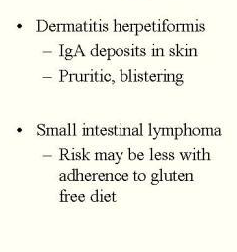 • Dermatitis herpetiformis
– IgA deposits in skin
– Pruritic, blistering
• Small intestinal lymphoma
– Risk may be less with
adherence to gluten
free diet